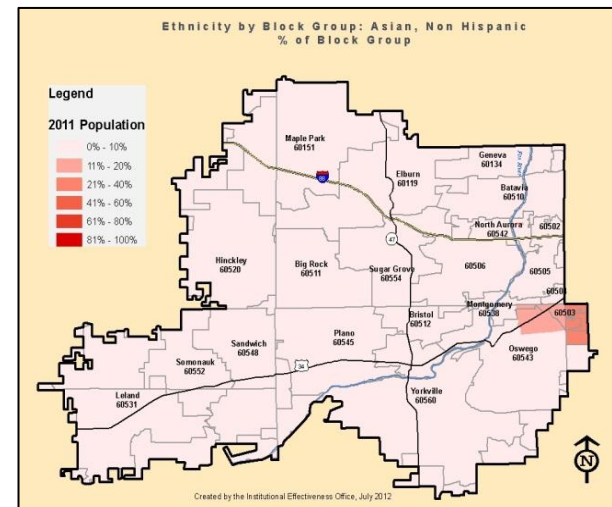 Ethnicity by Block Group: Asian, Non Hispanic
% of Block Group
Legend
2011 Population
0% - 10%
11% - 20%
21% - 40%
41% - 60%
61% - 80%
81% - 100%
Maple Park
60151
Elburn
60119
Geneva
60134
Fox River
Batavia
60510
North Aurora
60542
60502
47
Hinckley
60520
Big Rock
60511
Sugar Grove
60554
60506
60505
Montgomery
60538
60503
Bristol
60512
Plano
60545
Sandwich
60548
Somonauk
60552
34
Oswego
60543
Leland
60531
Yorkville
60560
N
Created by the Institutional Effectiveness Office, July 2012